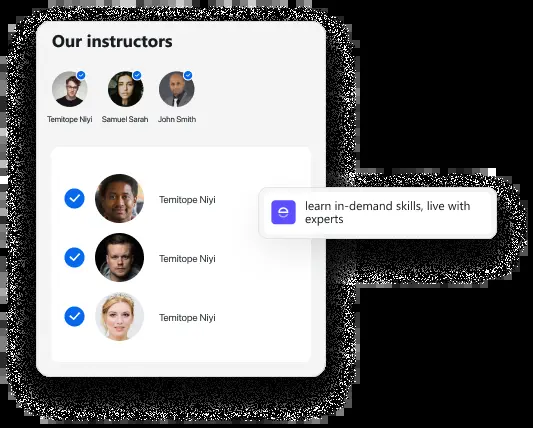 Our instructors
Temitope Niyi
Samuel Sarah
John Smith
Temitope Niyi
learn in-demand skills, live with
experts
Temitope Niyi
Temitope Niyi